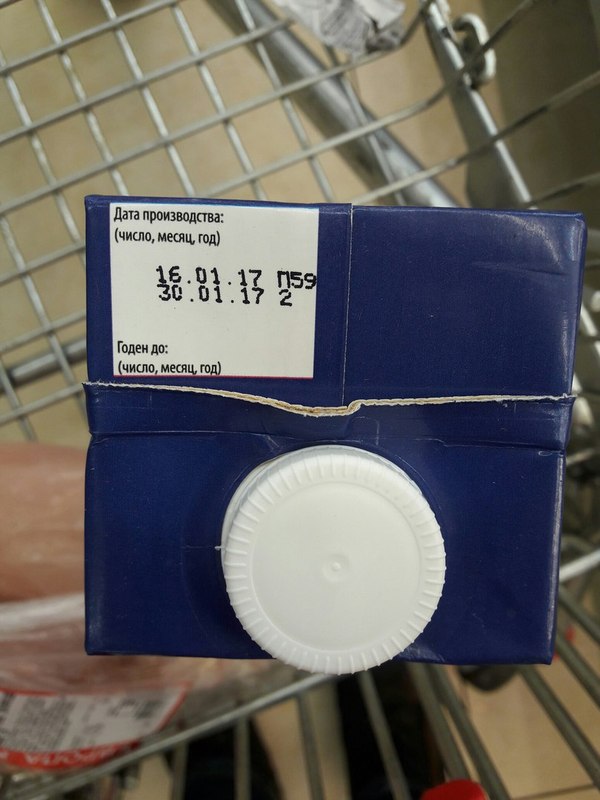 Дата производства:
(число, месяц, год)
16.01.17 П59
30.01.17 2
Годен до:
(число, месяц, год)